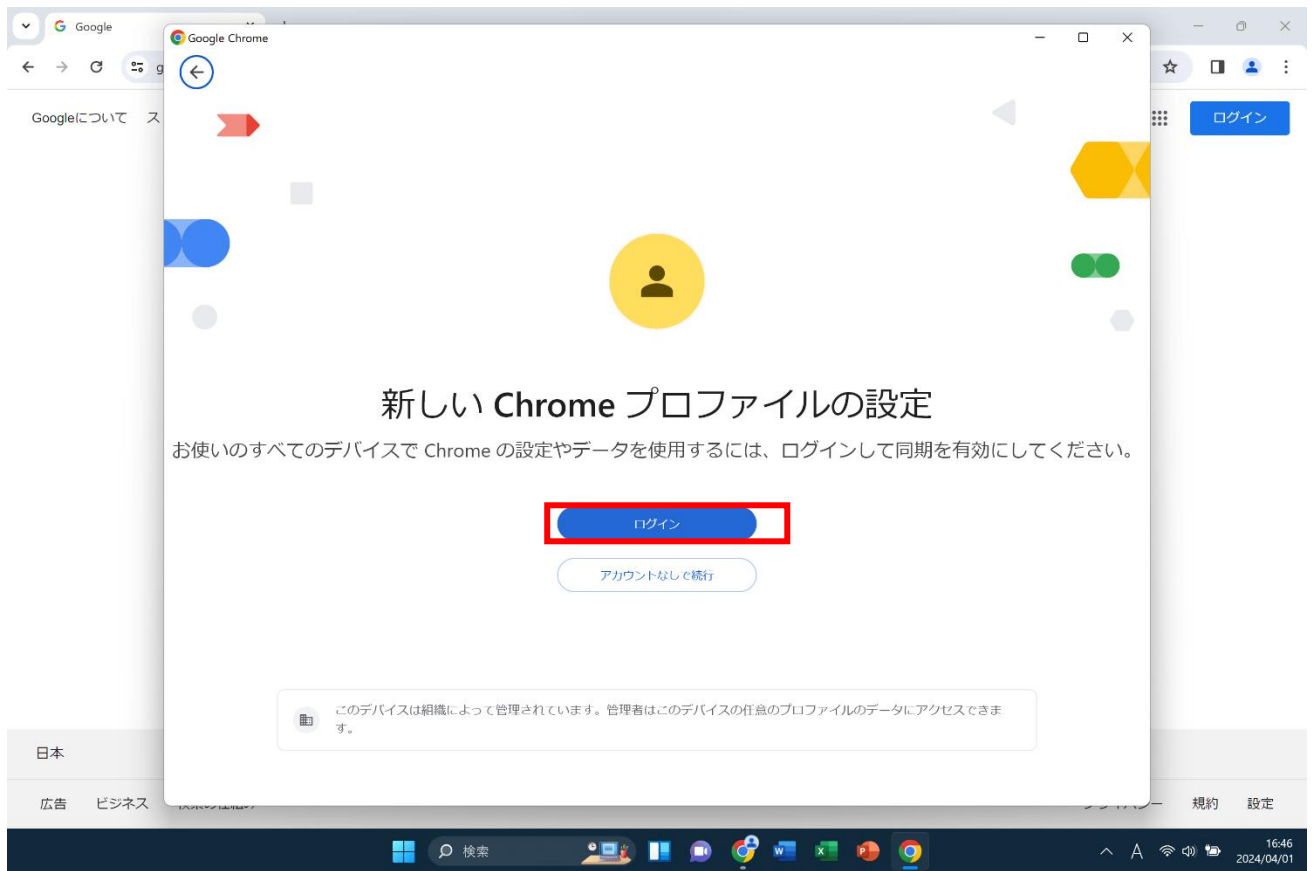 Google
Google Chrome
g
Googleについて ス
ログイン
新しい Chrome プロファイルの設定
お使いのすべてのデバイスで Chrome の設定やデータを使用するには、ログインして同期を有効にしてください。
ログイン
アカウントなしで続行
このデバイスは組織によって管理されています。管理者はこのデバイスの任意のプロファイルのデータにアクセスできま
す。
日本
広告 ビジネス 規約 設定
検索 A 16:46
2024/04/01